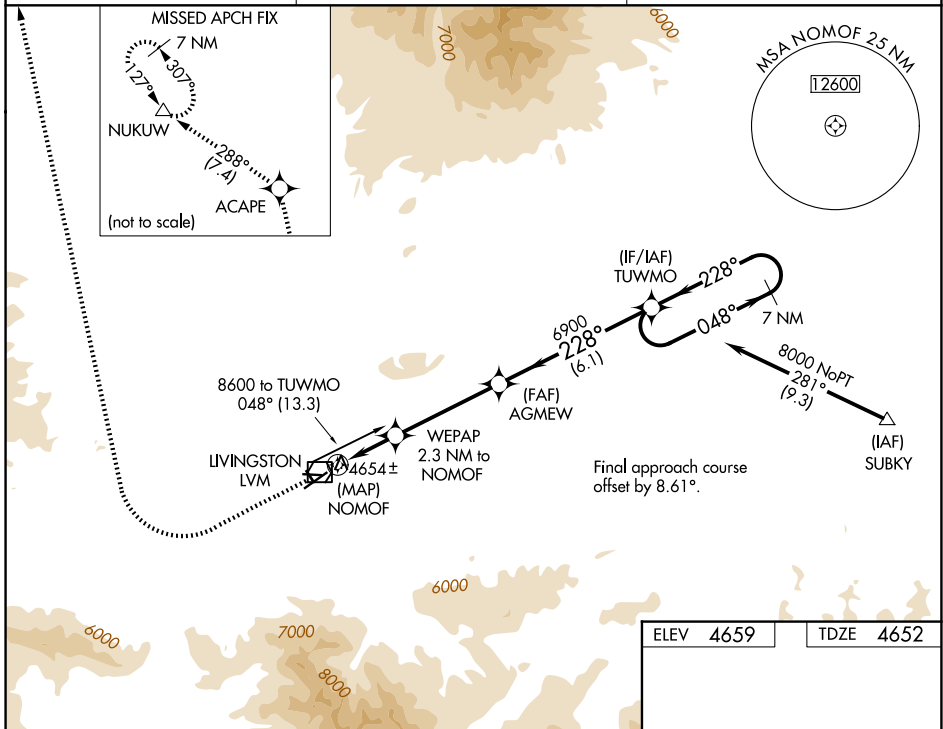 MISSED APCH FIX
7 NM
307°
127°
NUKUW
288°
(7.4)
ACAPE
(not to scale)
7000
6000
MSA NOMOF 25 NM
12600
(IF/IAF)
TUWMO
228°
048°
7 NM
6900
228°
(6.1)
8000 NoPT
281°
(9.3)
(IAF)
SUBKY
(FAF)
AGMEW
8600 to TUWMO
048° (13.3)
WEPAP
2.3 NM to
NOMOF
LIVINGSTON
LVM
4654±
(MAP)
NOMOF
Final approach course
offset by 8.61°.
6000
6000
7000
8000
ELEV 4659
TDZE 4652